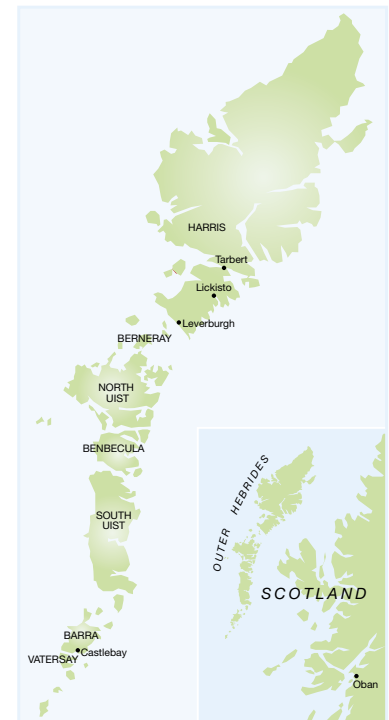 HARRIS
Tarbert
Lickisto
Leverburgh
BERNERAY
NORTH
UIST
BENBECULA
SOUTH
UIST
BARRA
Castlebay
VATERSAY
OUTER HEBRIDES
SCOTLAND
Oban